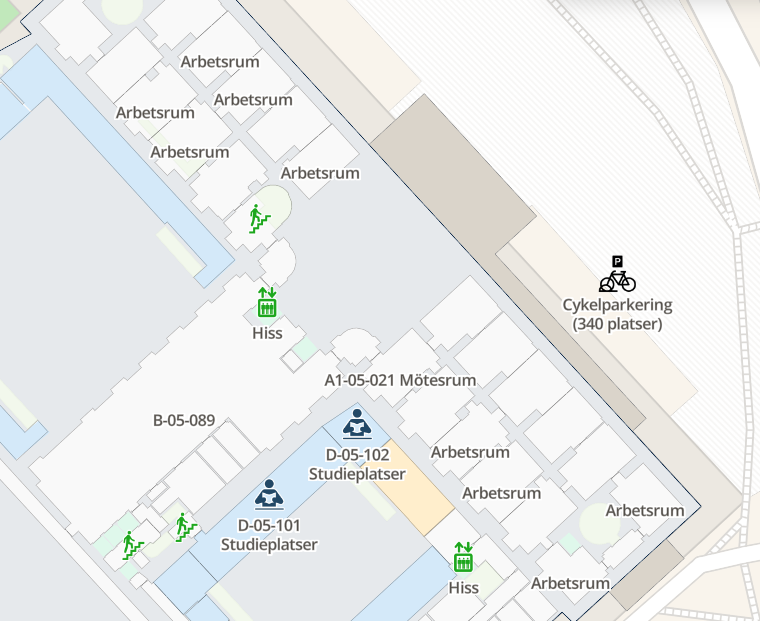 Arbetsrum
Arbetsrum
Arbetsrum
Arbetsrum
Arbetsrum
P
Cykelparkering
(340 platser)
Hiss
A1-05-021 Mötesrum
B-05-089
D-05-102
Studieplatser
Arbetsrum
Arbetsrum
Arbetsrum
D-05-101
Studieplatser
Hiss
Arbetsrum